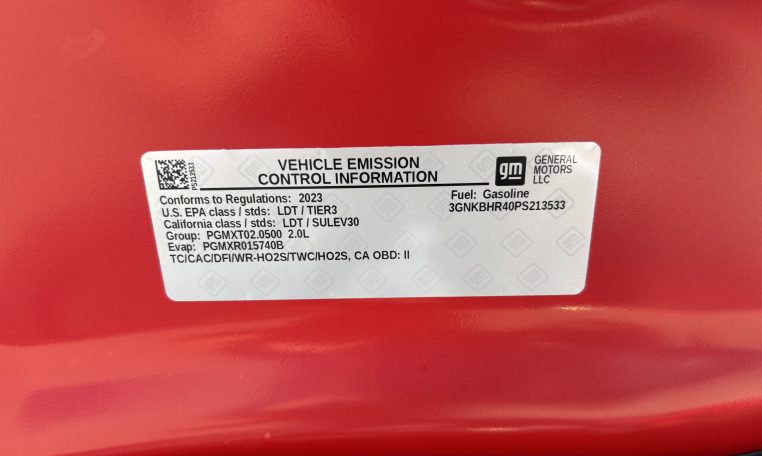 PS213533
VEHICLE EMISSION
CONTROL INFORMATION
gm
GENERAL
MOTORS
LLC
Conforms to Regulations: 2023
Fuel: Gasoline
U.S. EPA class / stds: LDT / TIER3
3GNKBHR40PS213533
California class / stds: LDT / SULEV30
Group: PGMXT02.0500 2.0L
Evap: PGMXR015740B
TC/CAC/DFI/WR-HO2S/TWC/HO2S, CA OBD: II